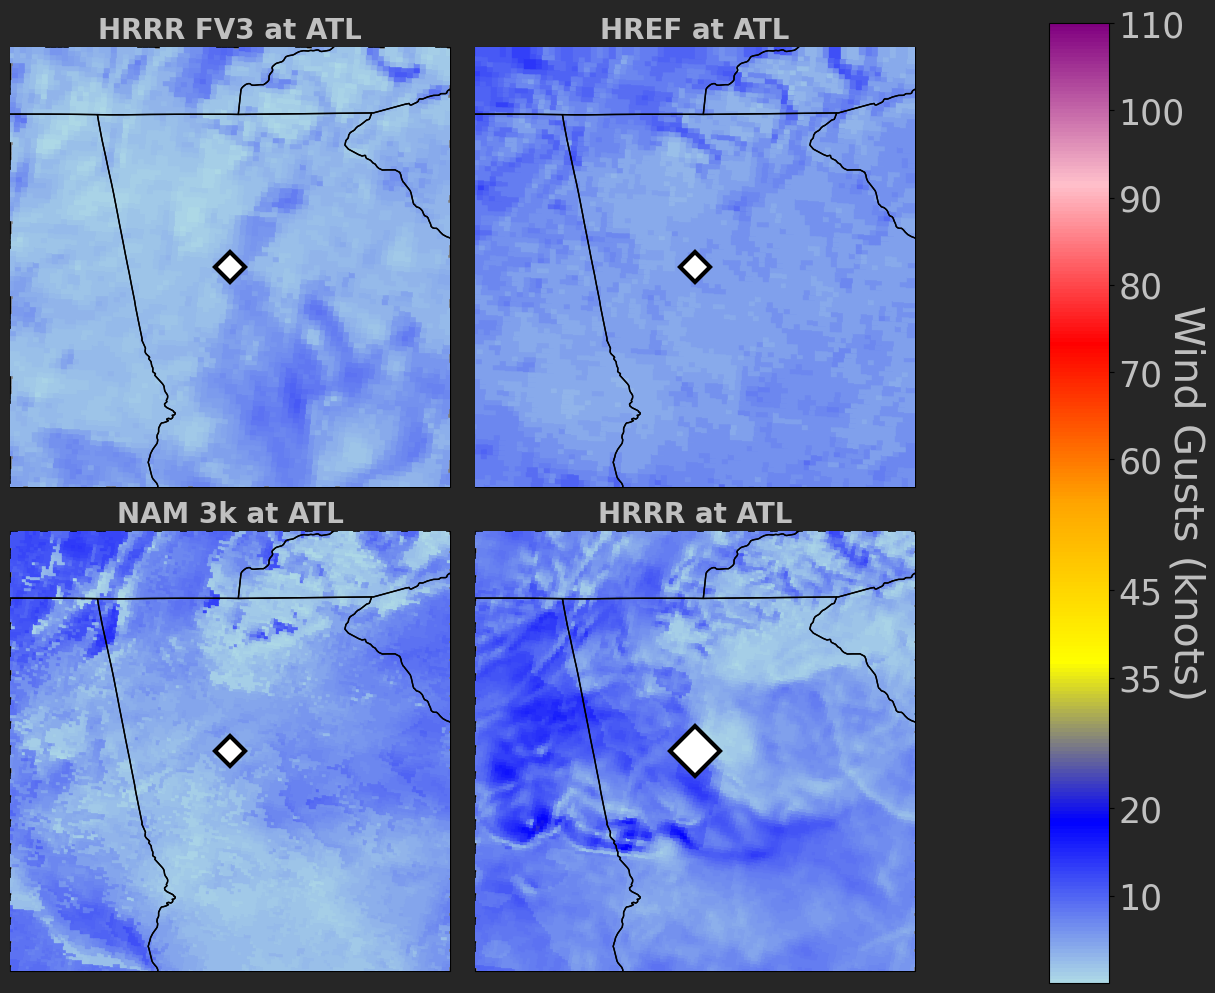 HRRR FV3 at ATL
HREF at ATL
NAM 3k at ATL
HRRR at ATL
110
100
90
80
70
60
45
35
20
10
Wind Gusts (knots)